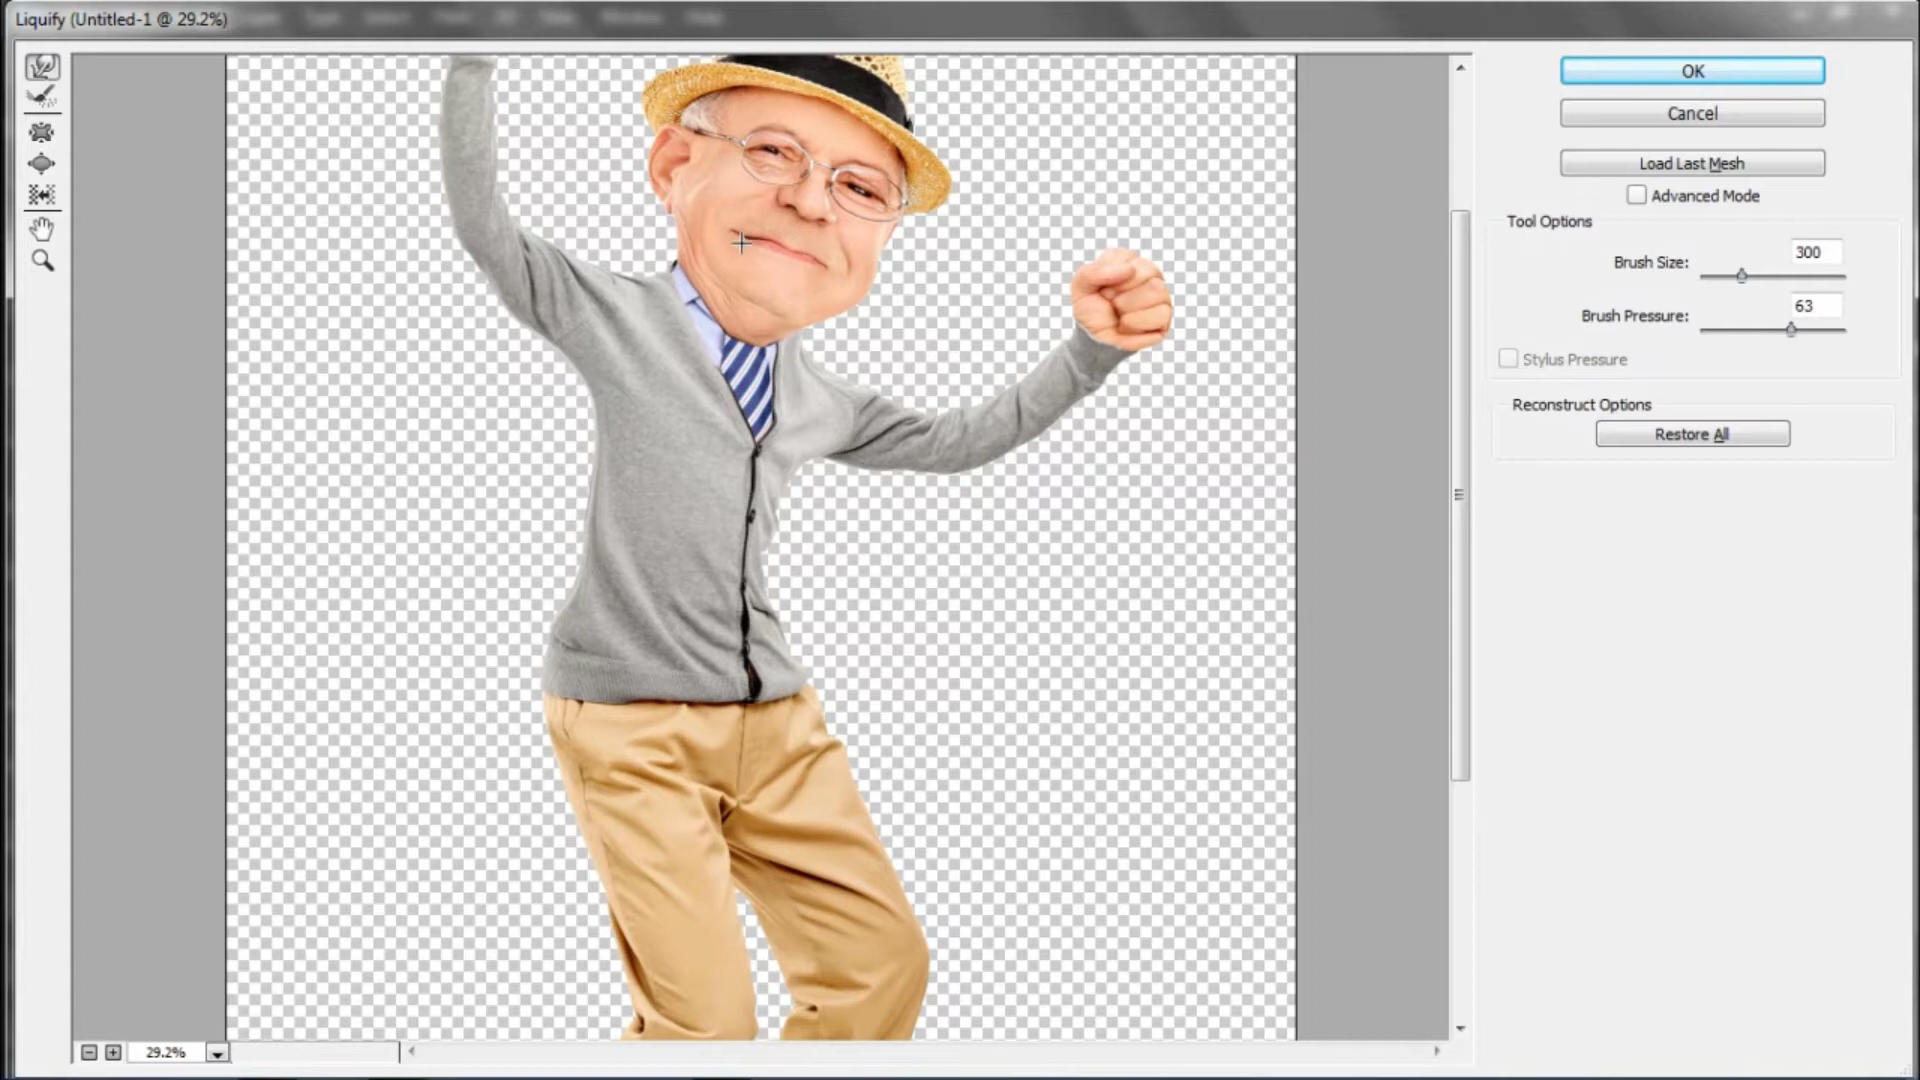 Liquify (Untitled-1 @ 29.2%)
OK
Cancel
Load Last Mesh
Advanced Mode
Tool Options
Brush Size: 300
Brush Pressure: 63
Stylus Pressure
Reconstruct Options
Restore All
29.2%